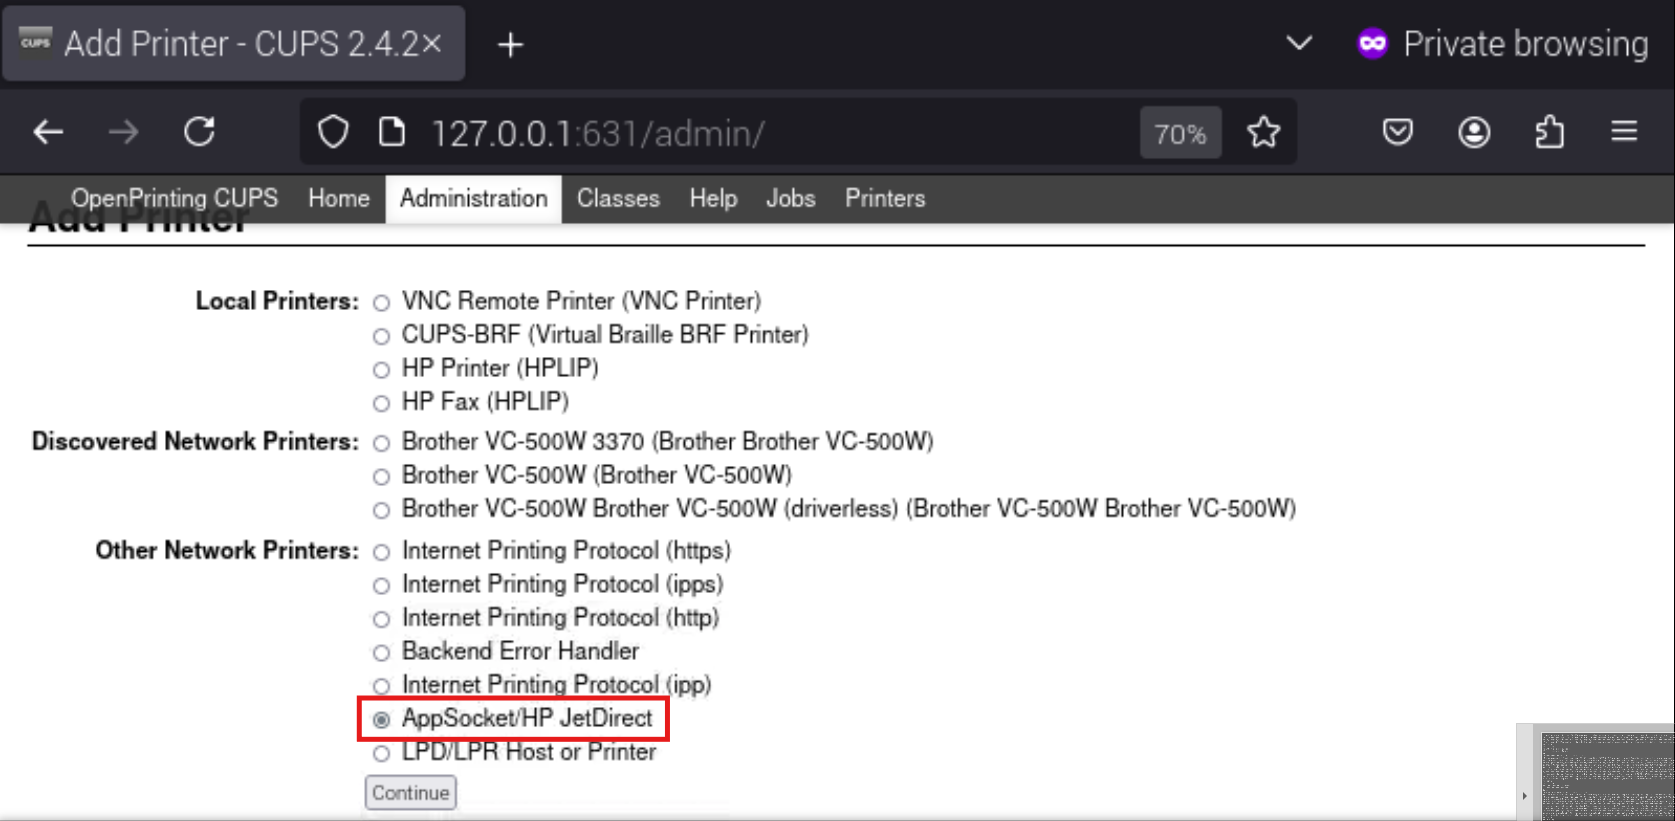 CUPS Add Printer - CUPS 2.4.2
Private browsing
127.0.0.1:631/admin/
70%
OpenPrinting CUPS Home Administration Classes Help Jobs Printers
Add Printer
Local Printers: VNC Remote Printer (VNC Printer)
CUPS-BRF (Virtual Braille BRF Printer)
HP Printer (HPLIP)
HP Fax (HPLIP)
Discovered Network Printers: Brother VC-500W 3370 (Brother Brother VC-500W)
Brother VC-500W (Brother VC-500W)
Brother VC-500W Brother VC-500W (driverless) (Brother VC-500W Brother VC-500W)
Other Network Printers: Internet Printing Protocol (https)
Internet Printing Protocol (ipps)
Internet Printing Protocol (http)
Backend Error Handler
Internet Printing Protocol (ipp)
AppSocket/HP JetDirect
LPD/LPR Host or Printer
Continue